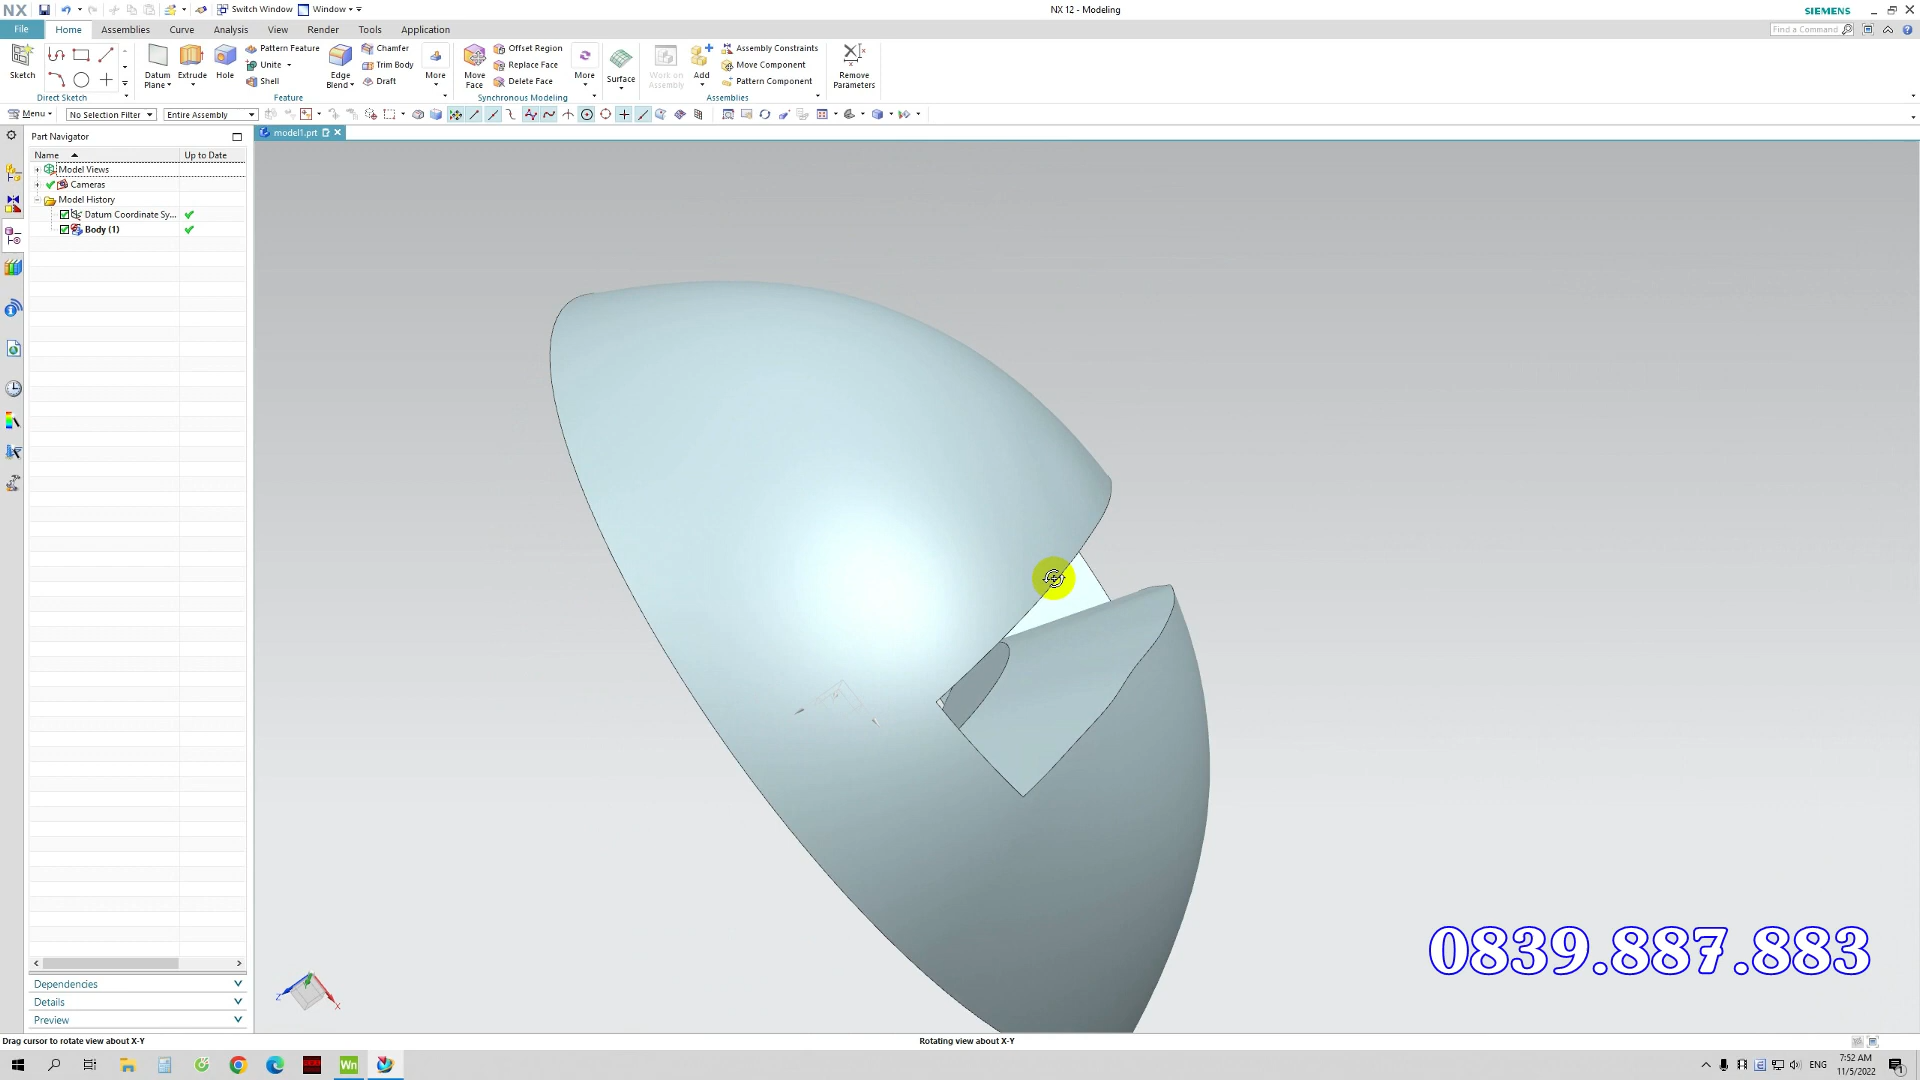 NX
Switch Window
Window
NX 12 - Modeling
SIEMENS
File
Home
Assemblies
Curve
Analysis
View
Render
Tools
Application
Find a Command
Sketch
Direct Sketch
Datum Plane
Extrude
Hole
Pattern Feature
Unite
Shell
Edge Blend
Chamfer
Trim Body
Draft
More
Feature
Move Face
Offset Region
Replace Face
Delete Face
More
Synchronous Modeling
Surface
Work on Assembly
Add
Assembly Constraints
Move Component
Pattern Component
Assemblies
Remove Parameters
Menu
No Selection Filter
Entire Assembly
Part Navigator
model1.prt
Name
Up to Date
Model Views
Cameras
Model History
Datum Coordinate Sy...
Body (1)
Dependencies
Details
Preview
Z
X
0839.887.883
Drag cursor to rotate view about X-Y
Rotating view about X-Y
Wn
ENG
7:52 AM
11/5/2022